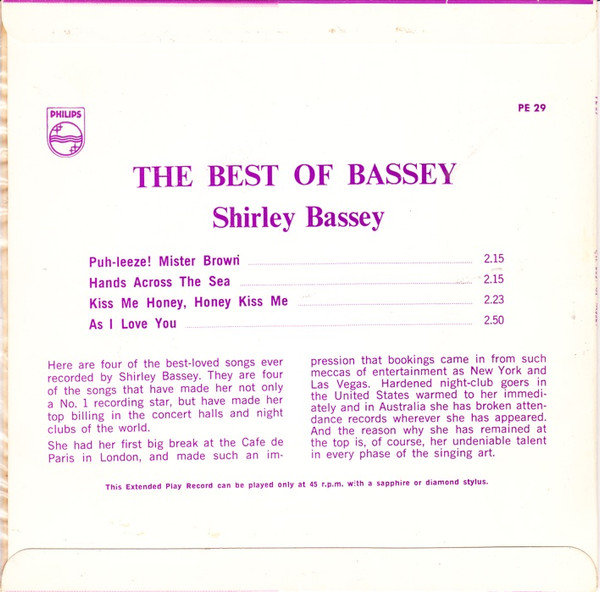 PHILIPS
PE 29
THE BEST OF BASSEY
Shirley Bassey
Puh-leeze! Mister Brown 2.15
Hands Across The Sea 2.15
Kiss Me Honey, Honey Kiss Me 2.23
As I Love You 2.50
Here are four of the best-loved songs ever
recorded by Shirley Bassey. They are four
of the songs that have made her not only
a No. 1 recording star, but have made her
top billing in the concert halls and night
clubs of the world.
She had her first big break at the Cafe de
Paris in London, and made such an im-
pression that bookings came in from such
meccas of entertainment as New York and
Las Vegas. Hardened night-club goers in
the United States warmed to her immedi-
ately and in Australia she has broken atten-
dance records wherever she has appeared.
And the reason why she has remained at
the top is, of course, her undeniable talent
in every phase of the singing art.
This Extended Play Record can be played only at 45 r.p.m. with a sapphire or diamond stylus.